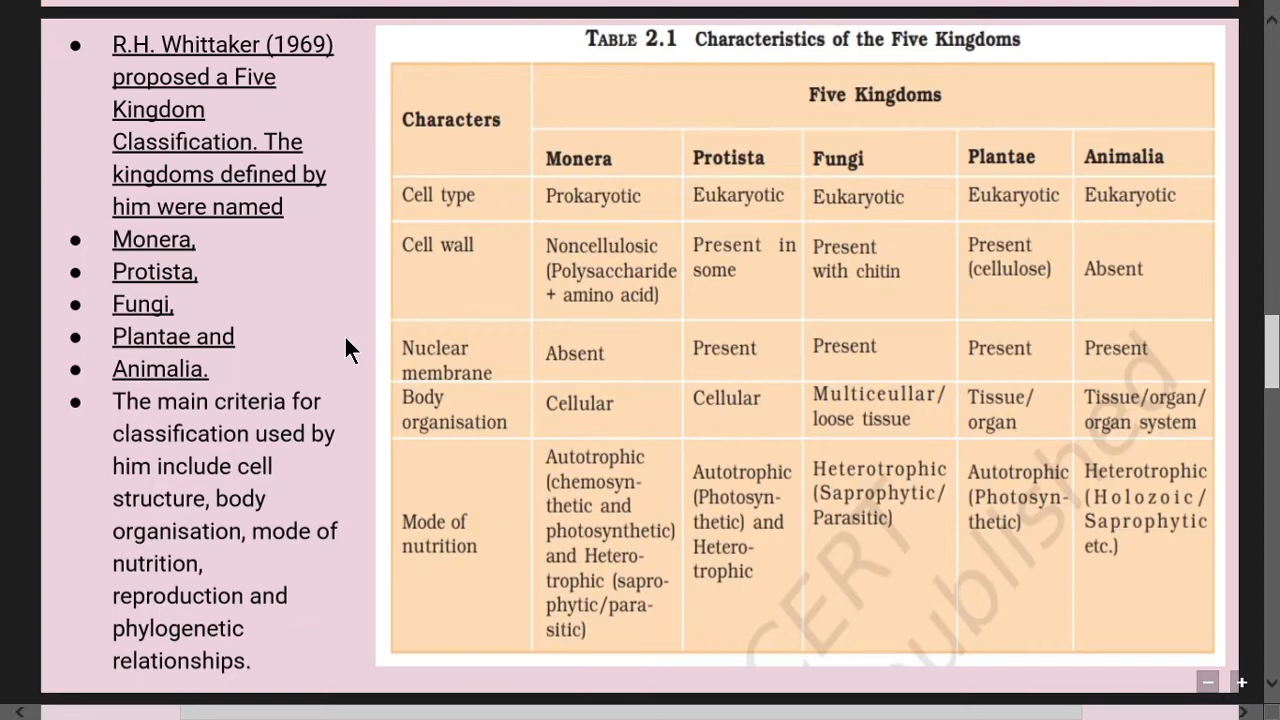 ● R.H. Whittaker (1969)
proposed a Five
Kingdom
Classification. The
kingdoms defined by
him were named
● Monera,
● Protista,
● Fungi,
● Plantae and
● Animalia.
● The main criteria for
classification used by
him include cell
structure, body
organisation, mode of
nutrition,
reproduction and
phylogenetic
relationships.
TABLE 2.1 Characteristics of the Five Kingdoms
Characters
Five Kingdoms
Monera Protista Fungi Plantae Animalia
Cell type Prokaryotic Eukaryotic Eukaryotic Eukaryotic Eukaryotic
Cell wall Noncellulosic Present in Present Present Absent
(Polysaccharide some with chitin (cellulose)
+ amino acid)
Nuclear Absent Present Present Present Present
membrane
Body Cellular Cellular Multiceullar/ Tissue/ Tissue/organ/
organisation loose tissue organ organ system
Mode of
nutrition
Autotrophic
(chemosyn-
thetic and
photosynthetic)
and Hetero-
trophic (sapro-
phytic/para-
sitic)
Autotrophic
(Photosyn-
thetic) and
Hetero-
trophic
Heterotrophic
(Saprophytic/
Parasitic)
Autotrophic
(Photosyn-
thetic)
Heterotrophic
(Holozoic/
Saprophytic
etc.)
CERT
published